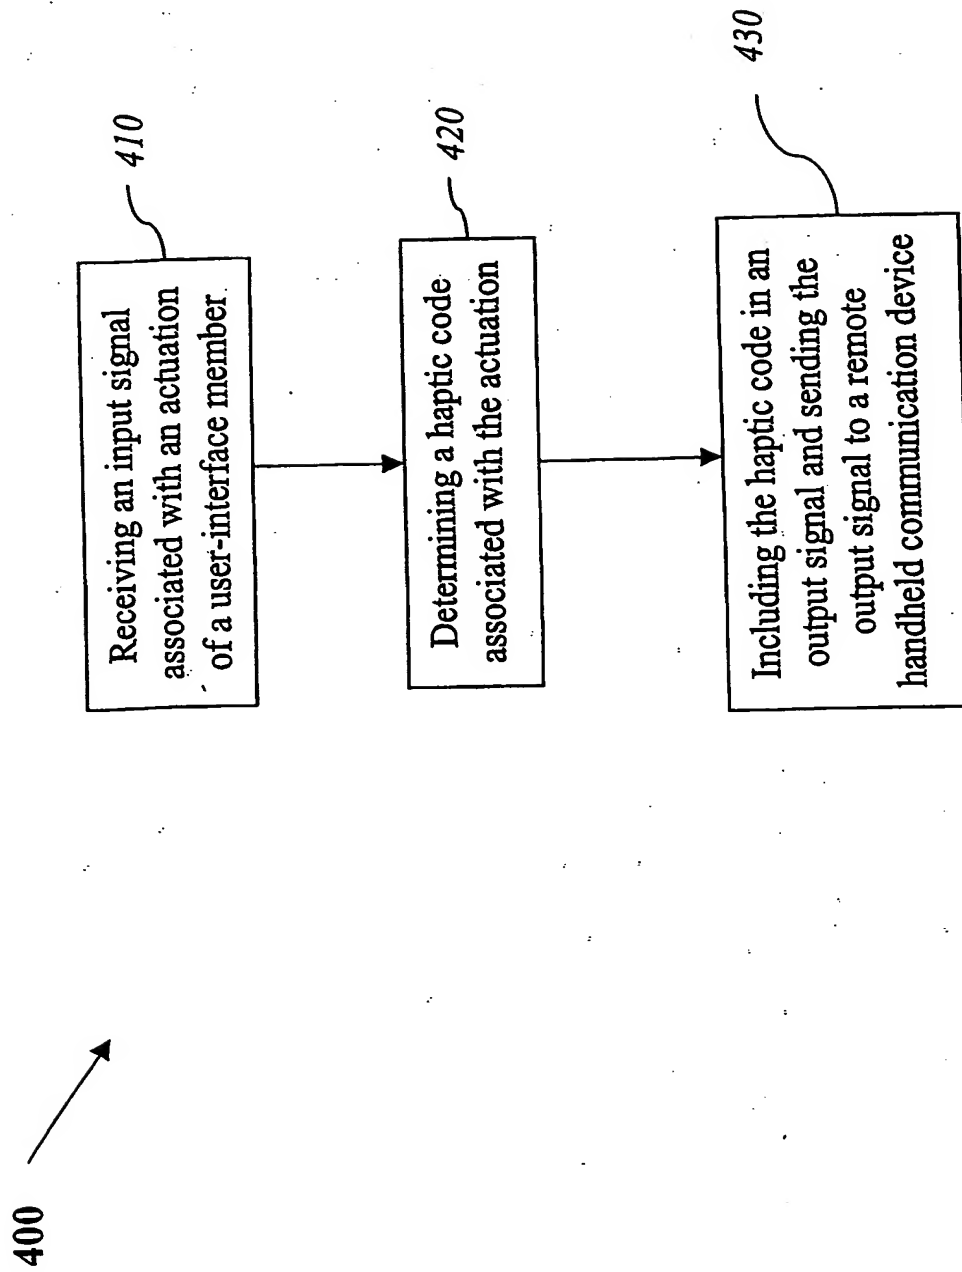 400
Receiving an input signal
associated with an actuation
of a user-interface member
410
Determining a haptic code
associated with the actuation
420
Including the haptic code in an
output signal and sending the
output signal to a remote
handheld communication device
430